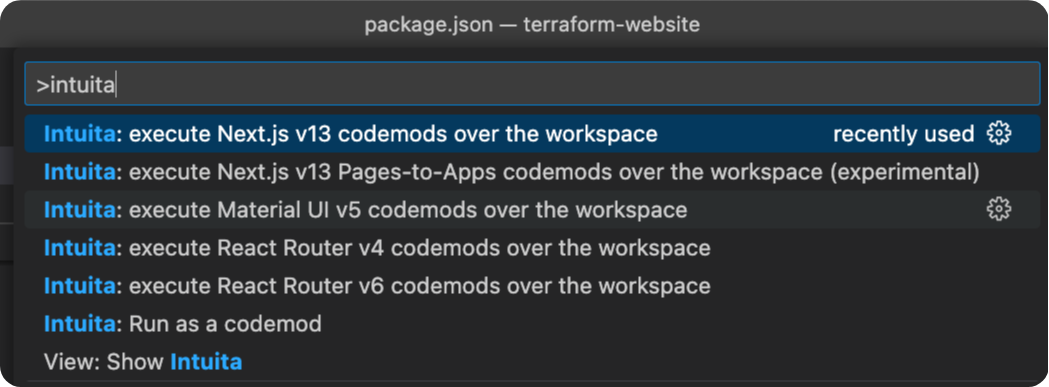 package.json — terraform-website
>intuita
Intuita: execute Next.js v13 codemods over the workspace recently used
Intuita: execute Next.js v13 Pages-to-Apps codemods over the workspace (experimental)
Intuita: execute Material UI v5 codemods over the workspace
Intuita: execute React Router v4 codemods over the workspace
Intuita: execute React Router v6 codemods over the workspace
Intuita: Run as a codemod
View: Show Intuita